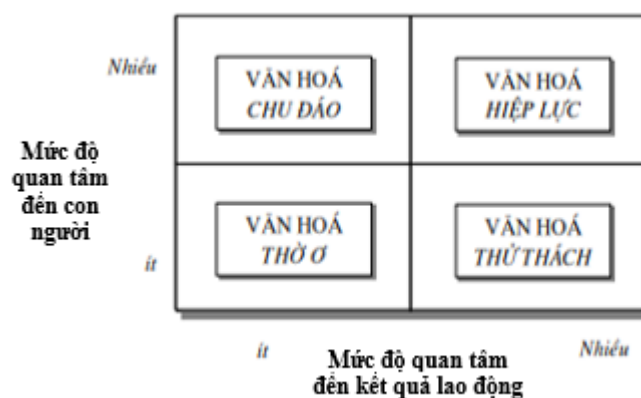 Nhiều
VĂN HOÁ
CHU ĐÁO
VĂN HOÁ
HIỆP LỰC
Mức độ
quan tâm
đến con
người
VĂN HOÁ
THỜ Ơ
VĂN HOÁ
THỬ THÁCH
ít
ít
Mức độ quan tâm
đến kết quả lao động
Nhiều